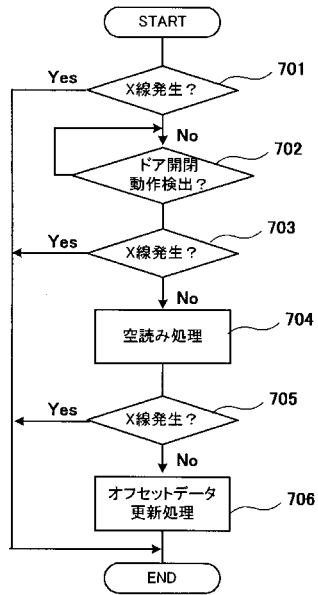 START
701
Yes
X線発生?
No
702
ドア開閉
動作検出?
703
Yes
X線発生?
No
704
空読み処理
705
Yes
X線発生?
No
オフセットデータ
更新処理
706
END